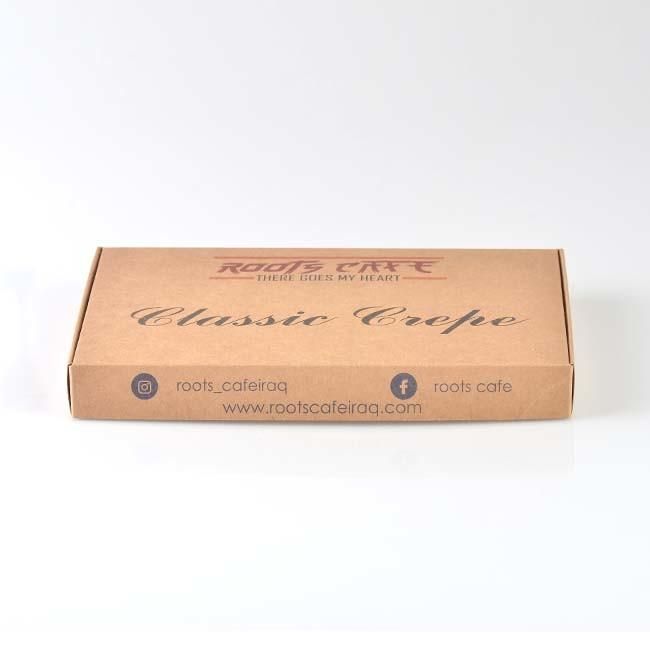 ROOTS CAFE
THERE GOES MY HEART
Classic Crepe
roots_cafeiraq
roots cafe
www.rootscafeiraq.com